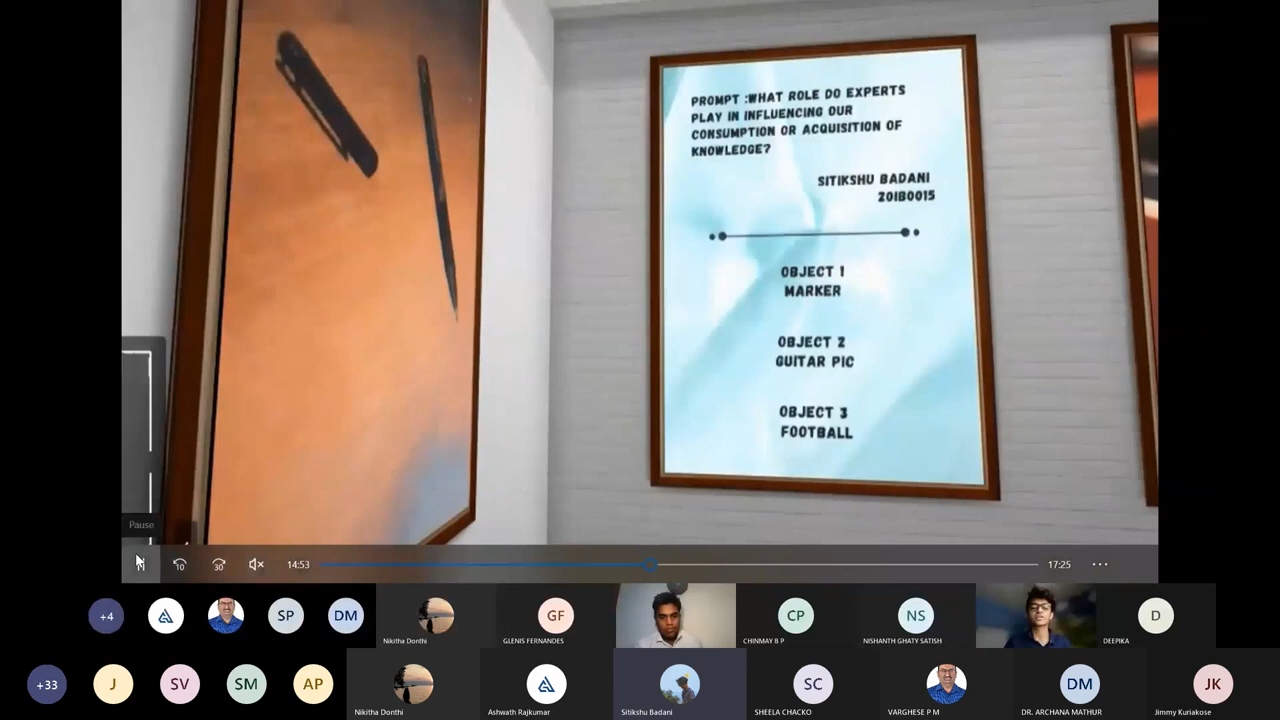 PROMPT :WHAT ROLE DO EXPERTS
PLAY IN INFLUENCING OUR
CONSUMPTION OR ACQUISITION OF
KNOWLEDGE?
SITIKSHU BADANI
20IB0015
OBJECT 1
MARKER
OBJECT 2
GUITAR PIC
OBJECT 3
FOOTBALL
Pause
10
30
14:53
17:25
+4
SP
DM
Nikitha Donthi
GF
GLENIS FERNANDES
CP
CHINMAY B P
NS
NISHANTH GHATY SATISH
D
DEEPIKA
+33
J
SV
SM
AP
Nikitha Donthi
Ashwath Rajkumar
Sitikshu Badani
SC
SHEELA CHACKO
VARGHESE P M
DM
DR. ARCHANA MATHUR
JK
Jimmy Kuriakose